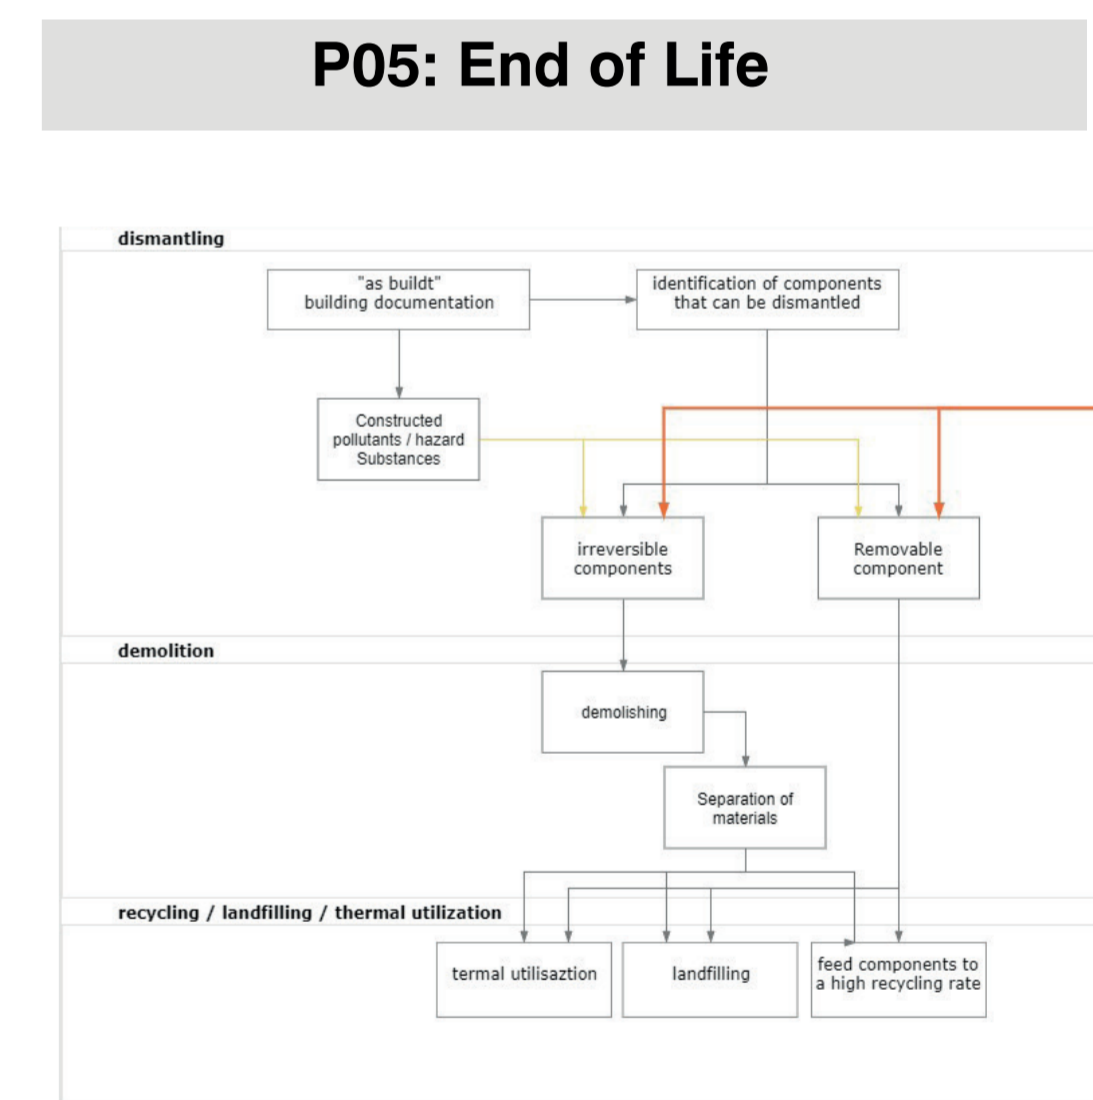 P05: End of Life
dismantling
"as buildt"
building documentation
identification of components
that can be dismantled
Constructed
pollutants / hazard
Substances
irreversible
components
Removable
component
demolition
demolishing
Separation of
materials
recycling / landfilling / thermal utilization
termal utilisaztion
landfilling
feed components to
a high recycling rate